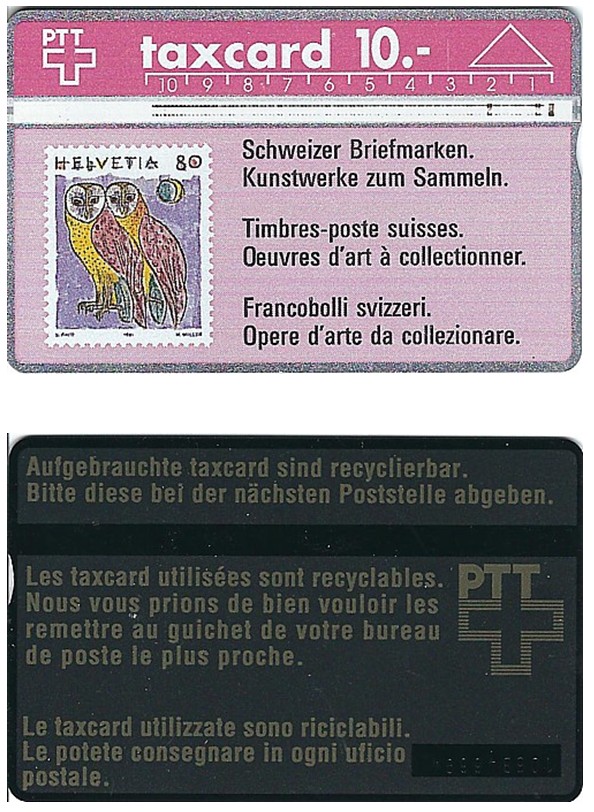 PTT
taxcard 10.-
10 9 8 7 6 5 4 3 2 1
HELVETIA 80
Schweizer Briefmarken.
Kunstwerke zum Sammeln.
Timbres-poste suisses.
Oeuvres d'art à collectionner.
Francobolli svizzeri.
Opere d'arte da collezionare.
Aufgebrauchte taxcard sind recyclierbar.
Bitte diese bei der nächsten Poststelle abgeben.
Les taxcard utilisées sont recyclables.
Nous vous prions de bien vouloir les
remettre au guichet de votre bureau
de poste le plus proche.
PTT
Le taxcard utilizzate sono riciclabili.
Le potete consegnare in ogni uficio
postale.